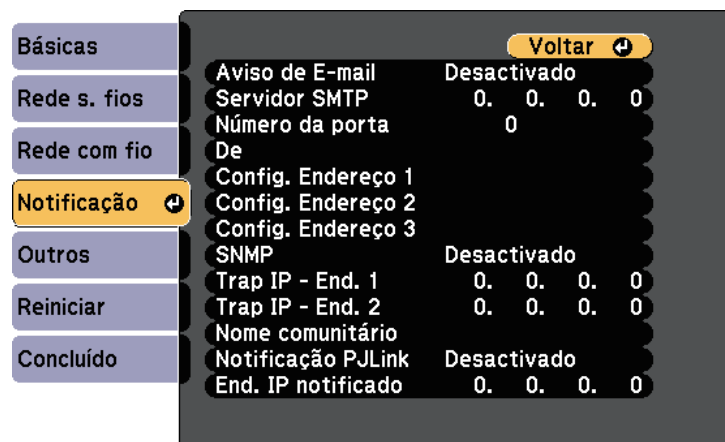 Básicas
Rede s. fios
Rede com fio
Notificação
Outros
Reiniciar
Concluído
Voltar
Aviso de E-mail Desactivado
Servidor SMTP 0. 0. 0. 0
Número da porta 0
De
Config. Endereço 1
Config. Endereço 2
Config. Endereço 3
SNMP Desactivado
Trap IP - End. 1 0. 0. 0. 0
Trap IP - End. 2 0. 0. 0. 0
Nome comunitário
Notificação PJLink Desactivado
End. IP notificado 0. 0. 0. 0